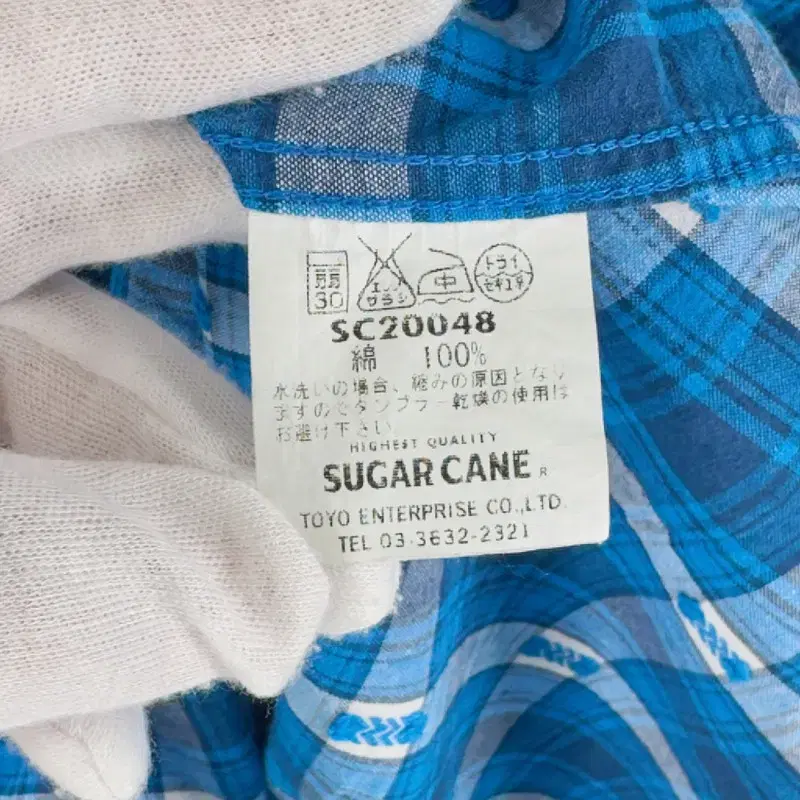 弱 30 エンソ サラシ 中 ドライ セキユ系
SC20048
綿 100%
水洗いの場合、縮みの原因となり
ますのでタンブラー乾燥の使用は
お避け下さい
HIGHEST QUALITY
SUGAR CANE ®
TOYO ENTERPRISE CO.,LTD.
TEL 03-3632-2321